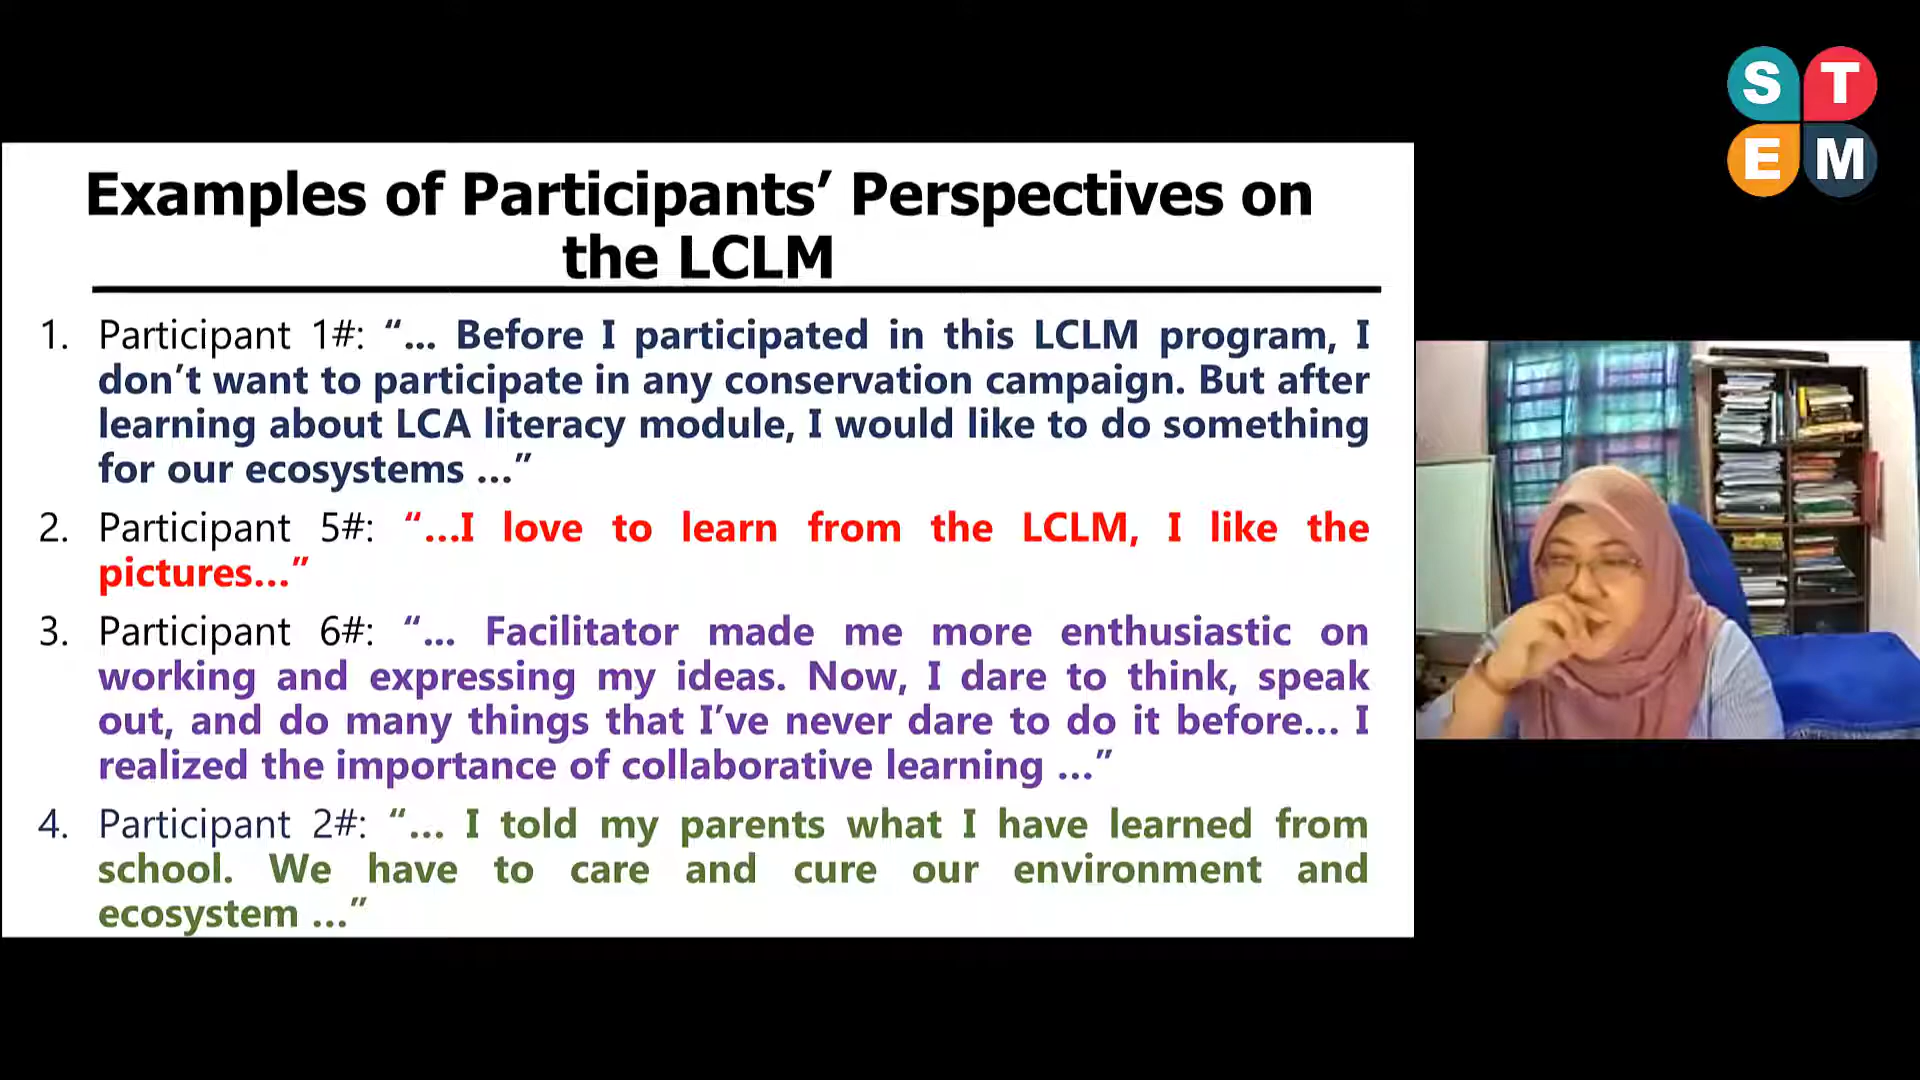 S T
E M
Examples of Participants’ Perspectives on
the LCLM
1. Participant 1#: “... Before I participated in this LCLM program, I
don’t want to participate in any conservation campaign. But after
learning about LCA literacy module, I would like to do something
for our ecosystems ...”
2. Participant 5#: “...I love to learn from the LCLM, I like the
pictures...”
3. Participant 6#: “... Facilitator made me more enthusiastic on
working and expressing my ideas. Now, I dare to think, speak
out, and do many things that I’ve never dare to do it before... I
realized the importance of collaborative learning ...”
4. Participant 2#: “... I told my parents what I have learned from
school. We have to care and cure our environment and
ecosystem ...”